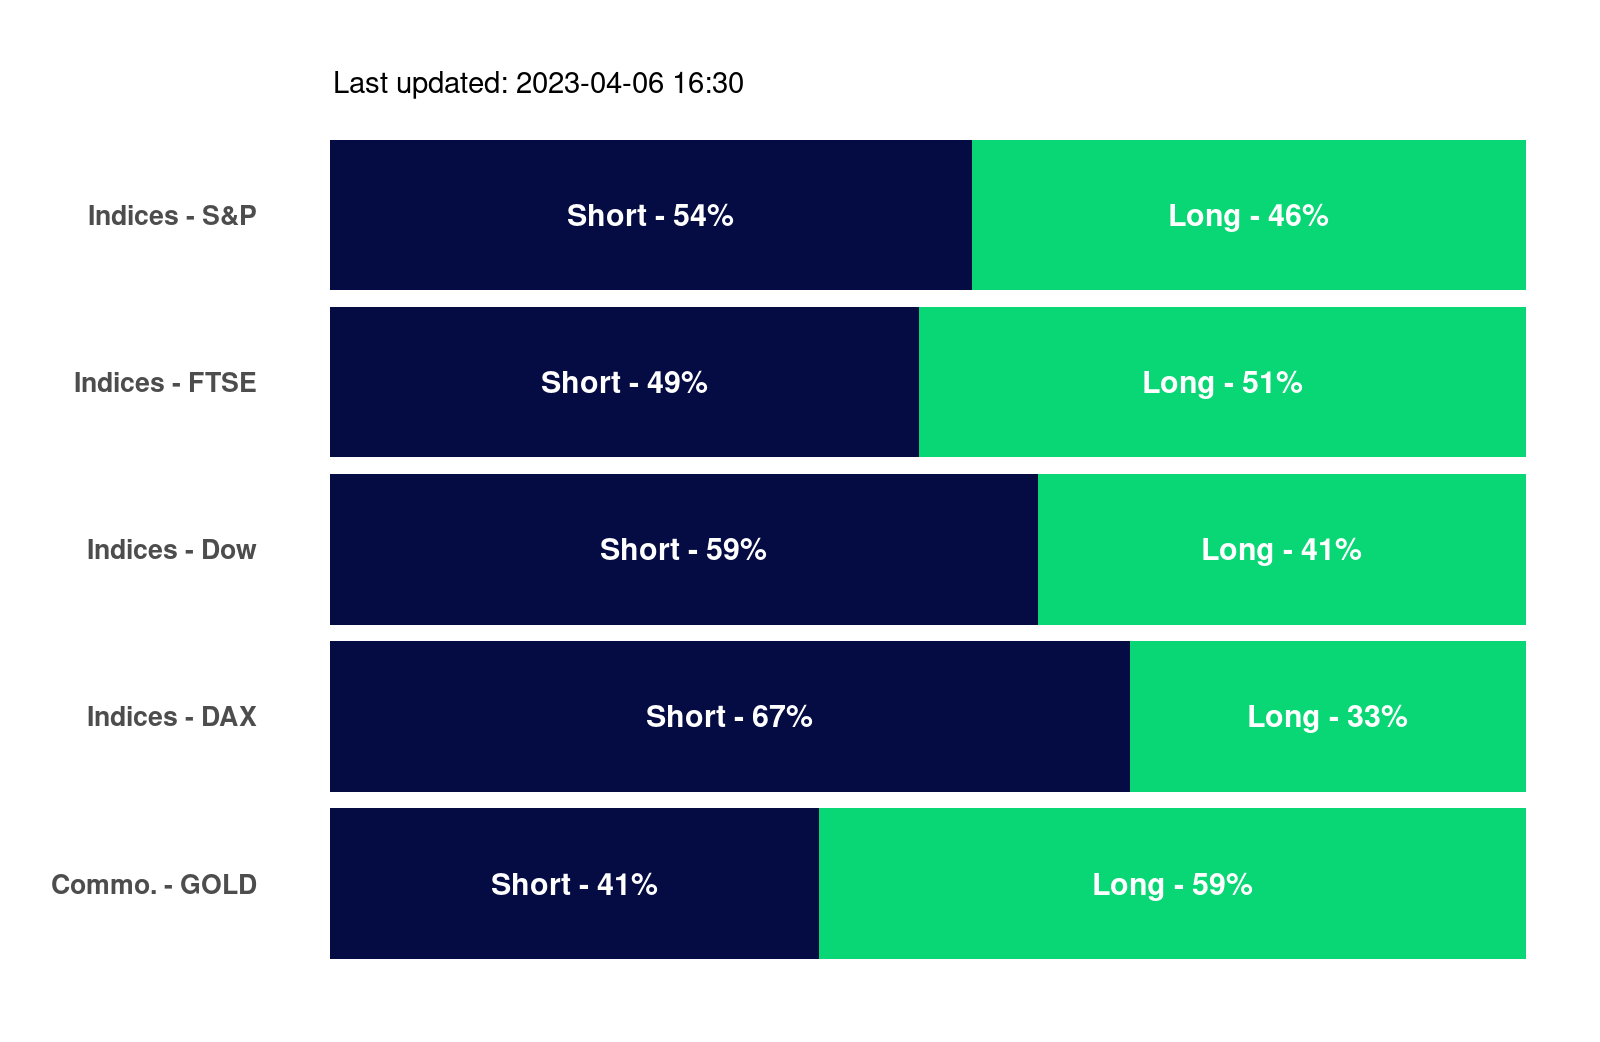 Last updated: 2023-04-06 16:30
Indices - S&P Short - 54% Long - 46%
Indices - FTSE Short - 49% Long - 51%
Indices - Dow Short - 59% Long - 41%
Indices - DAX Short - 67% Long - 33%
Commo. - GOLD Short - 41% Long - 59%